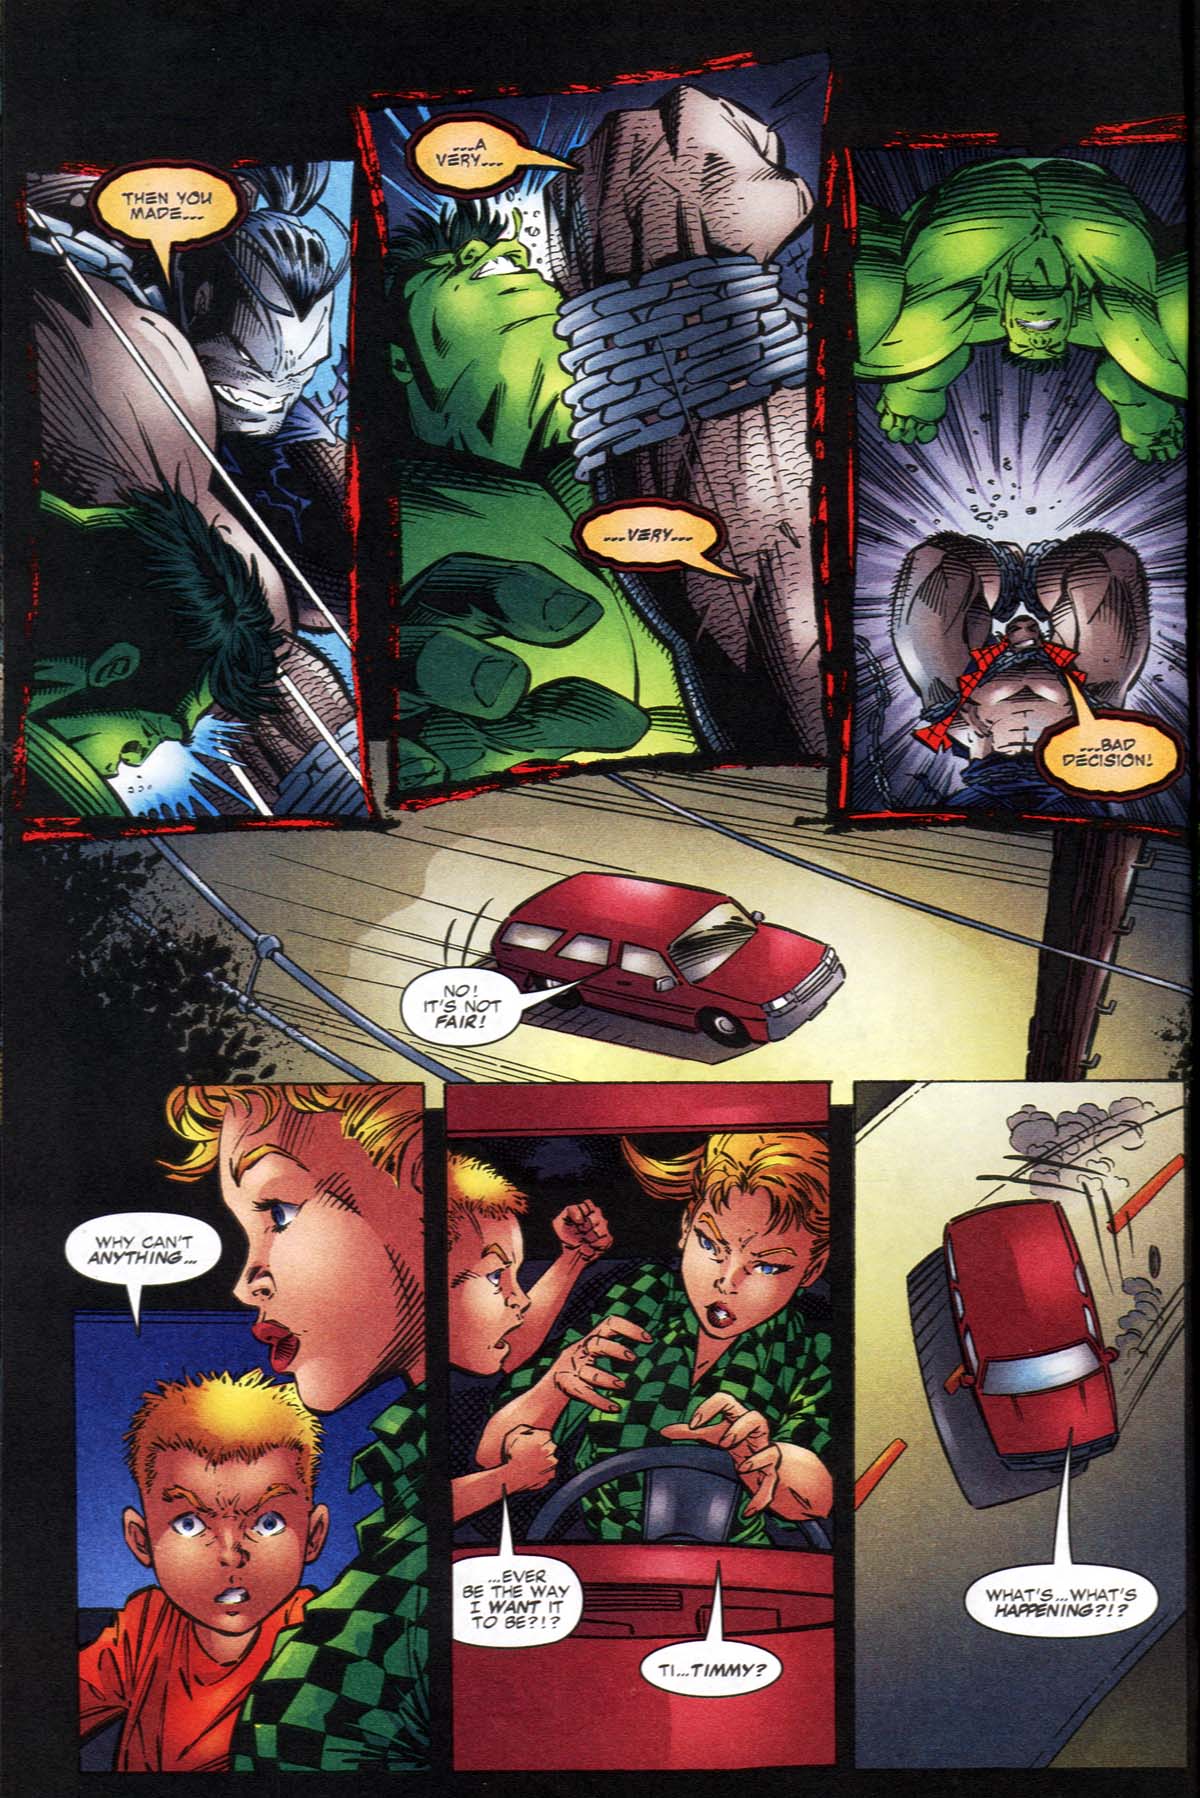 THEN YOU
MADE...
...A
VERY...
...VERY...
...BAD
DECISION!
NO!
IT'S NOT
FAIR!
WHY CAN'T
ANYTHING...
...EVER
BE THE WAY
I WANT IT
TO BE?!?
TI...TIMMY?
WHAT'S...WHAT'S
HAPPENING?!?